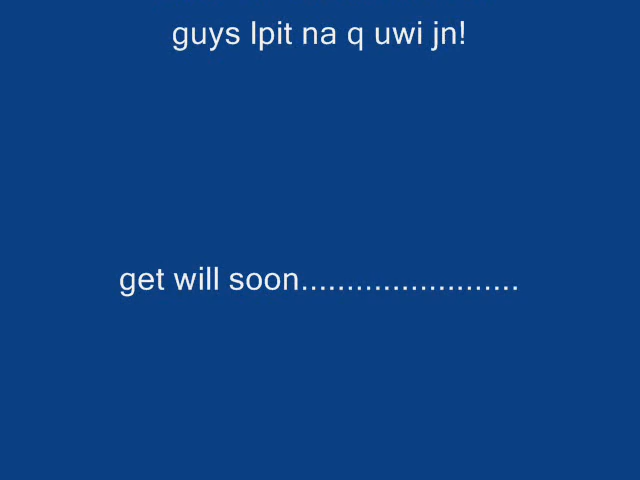 guys lpit na q uwi jn!
get will soon........................